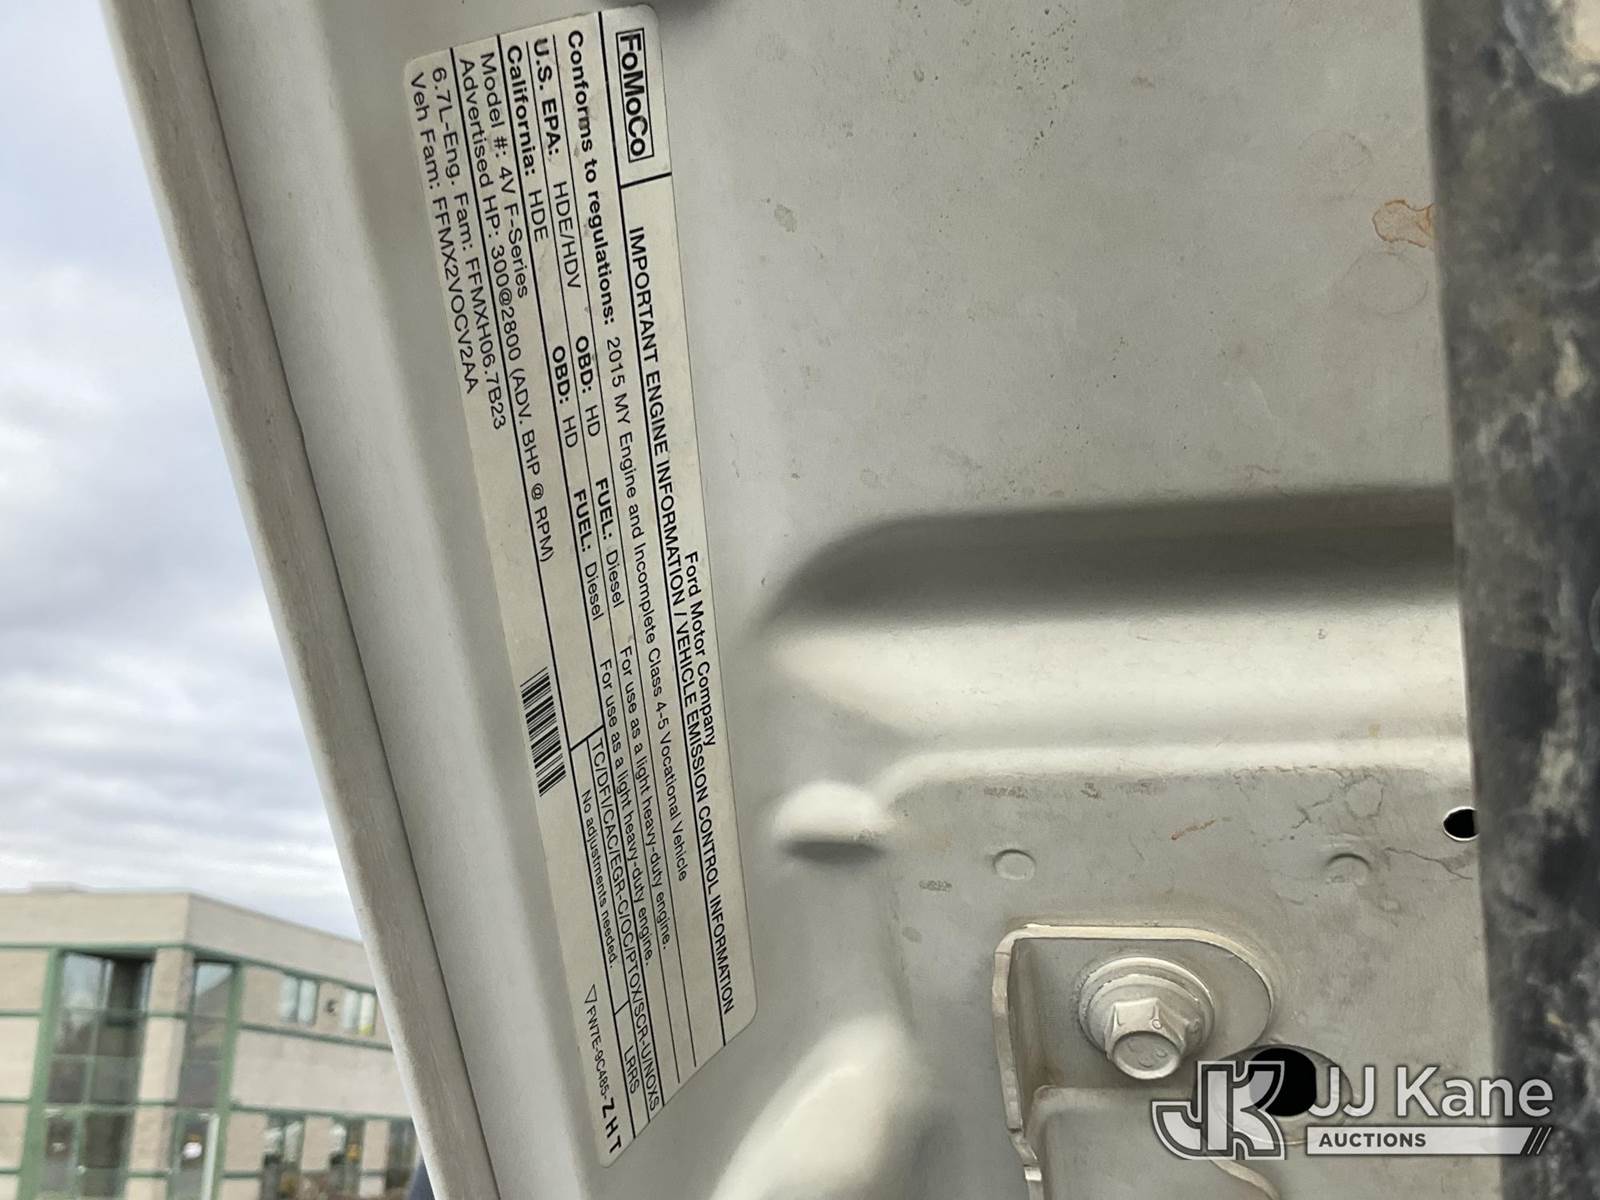 FoMoCo
Ford Motor Company
IMPORTANT ENGINE INFORMATION / VEHICLE EMISSION CONTROL INFORMATION
Conforms to regulations: 2015 MY Engine and Incomplete Class 4-5 Vocational Vehicle
U.S. EPA: HDE/HDV OBD: HD FUEL: Diesel For use as a light heavy-duty engine.
California: HDE OBD: HD FUEL: Diesel For use as a light heavy-duty engine.
Model #: 4V F-Series TC/DFI/CAC/EGR-C/OC/PTOX/SCR-U/NOXS
Advertised HP: 300@2800 (ADV. BHP @ RPM) No adjustments needed. LRRS
6.7L-Eng. Fam: FFMXH06.7B23
Veh Fam: FFMX2VOCV2AA
FW7E-9C485-ZHT
JK JJ Kane
AUCTIONS